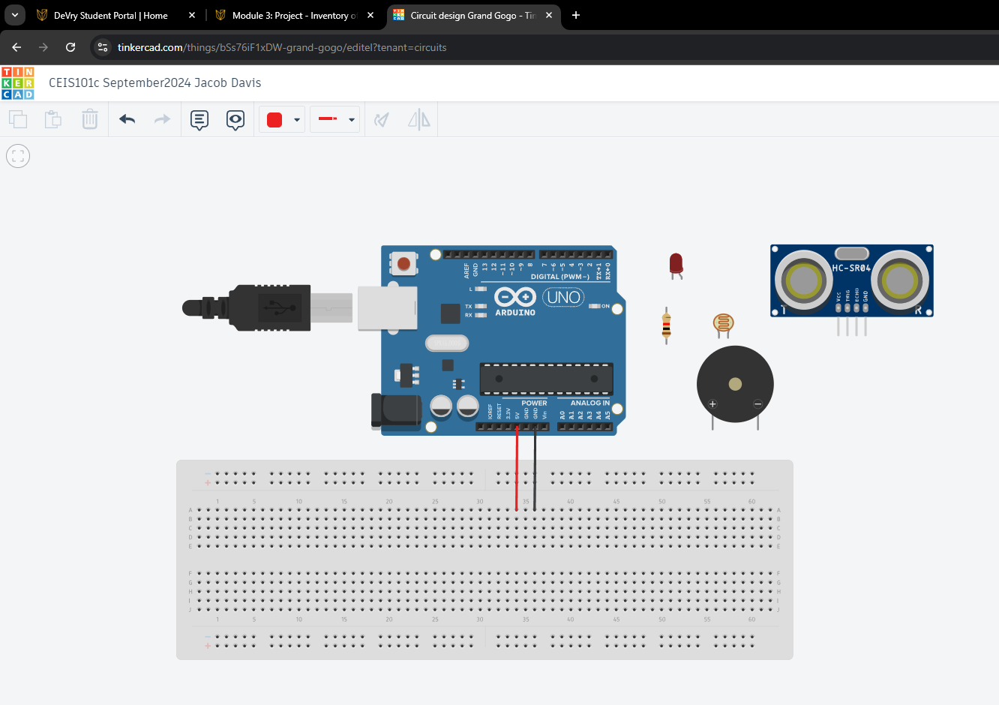 DeVry Student Portal | Home
Module 3: Project - Inventory o
Circuit design Grand Gogo - Tin
tinkercad.com/things/bSs76iF1xDW-grand-gogo/editel?tenant=circuits
TIN
KER
CAD
CEIS101c September2024 Jacob Davis
AREF
GND
13
12
~11
~10
~9
8
7
~6
~5
4
~3
2
TX→1
RX←0
DIGITAL (PWM~)
L
TX
RX
ARDUINO
UNO
ON
HC-SR04
VCC
TRIG
ECHO
GND
T
R
POWER
ANALOG IN
IOREF
RESET
3.3V
5V
GND
GND
Vin
A0
A1
A2
A3
A4
A5
+ −
−
+
1 5 10 15 20 25 30 35 40 45 50 55 60
A A
B B
C C
D D
E E
F F
G G
H H
I I
J J
1 5 10 15 20 25 30 35 40 45 50 55 60
−
+